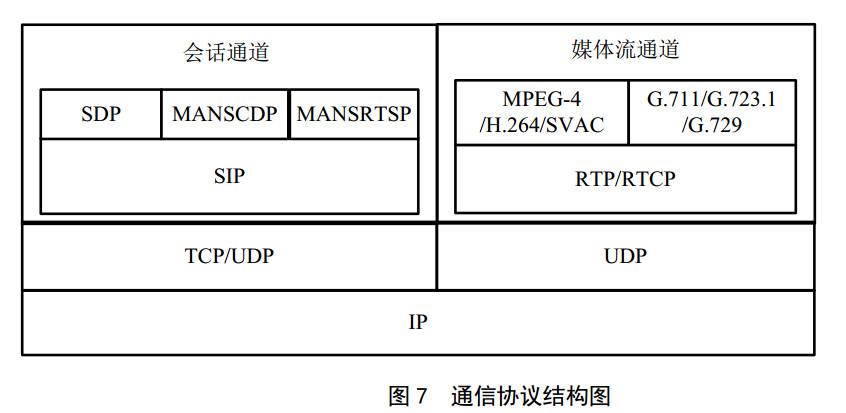 会话通道
媒体流通道
SDP
MANSCDP
MANSRTSP
MPEG-4
/H.264/SVAC
G.711/G.723.1
/G.729
SIP
RTP/RTCP
TCP/UDP
UDP
IP
图 7 通信协议结构图